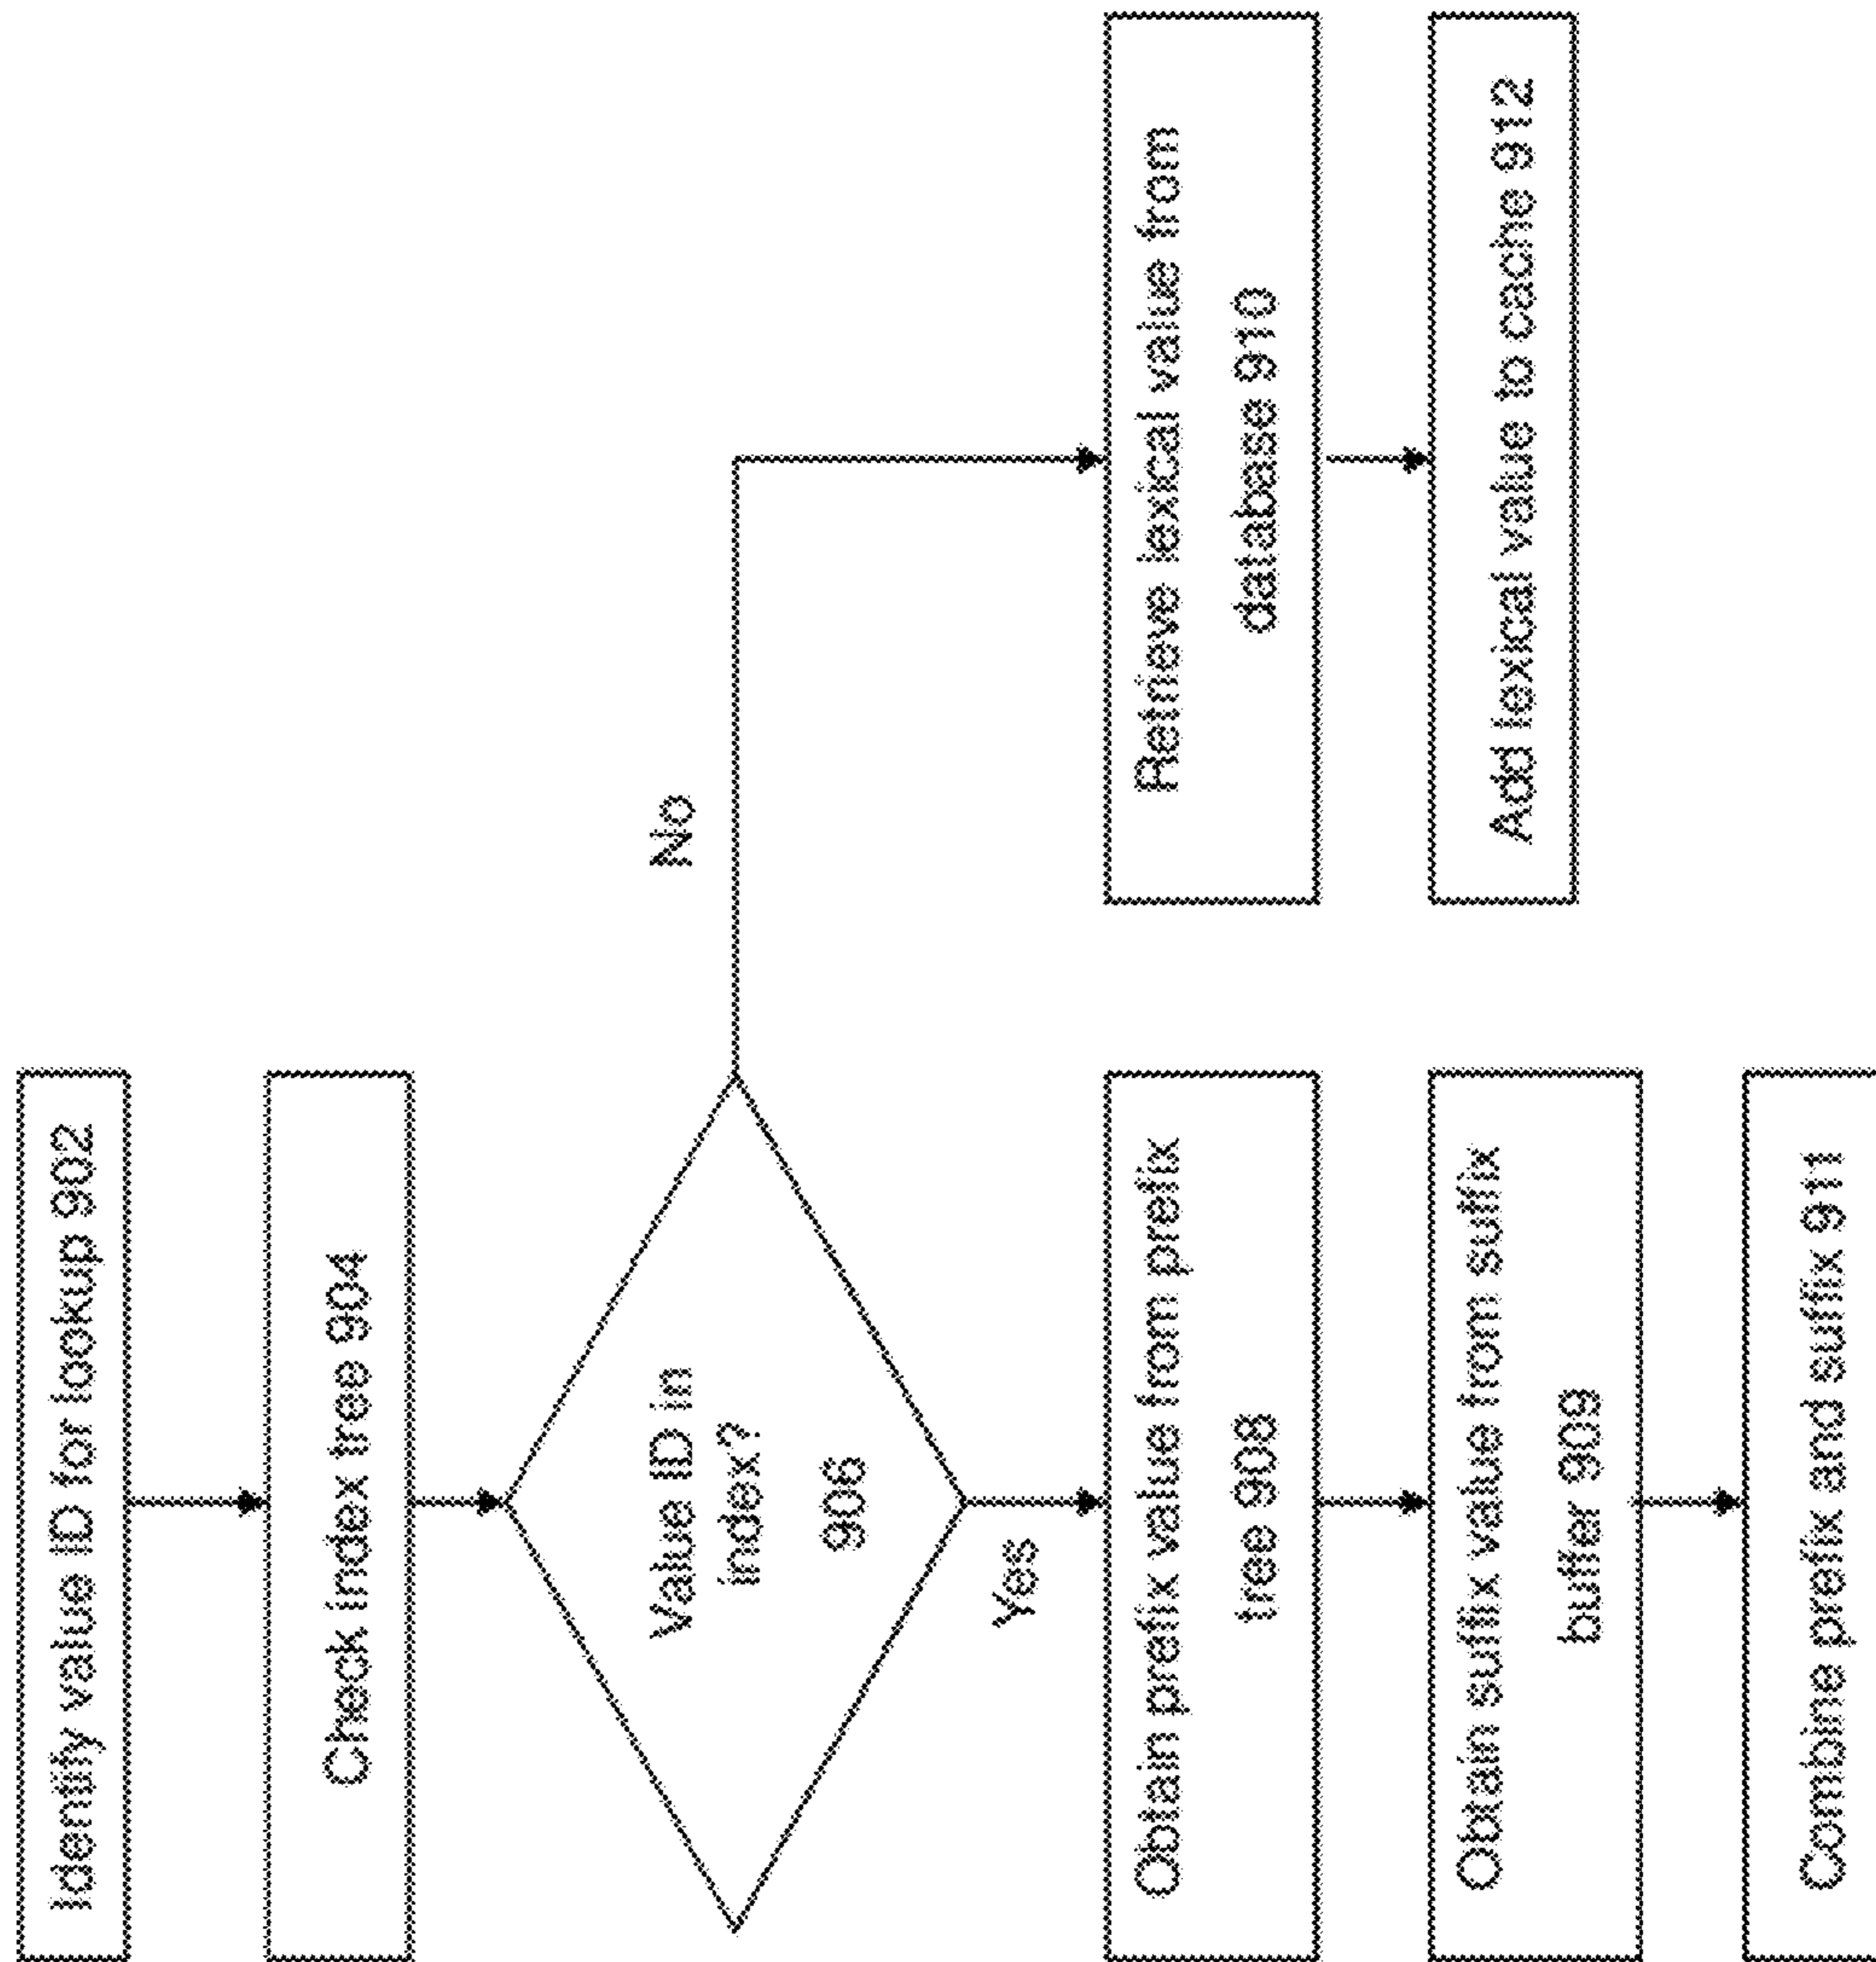 Identify value ID for lookup 902
Check index tree 904
Value ID in
index?
906
No
Yes
Obtain prefix value from prefix
tree 908
Retrieve lexical value from
database 910
Obtain suffix value from suffix
buffer 909
Add lexical value to cache 912
Combine prefix and suffix 911